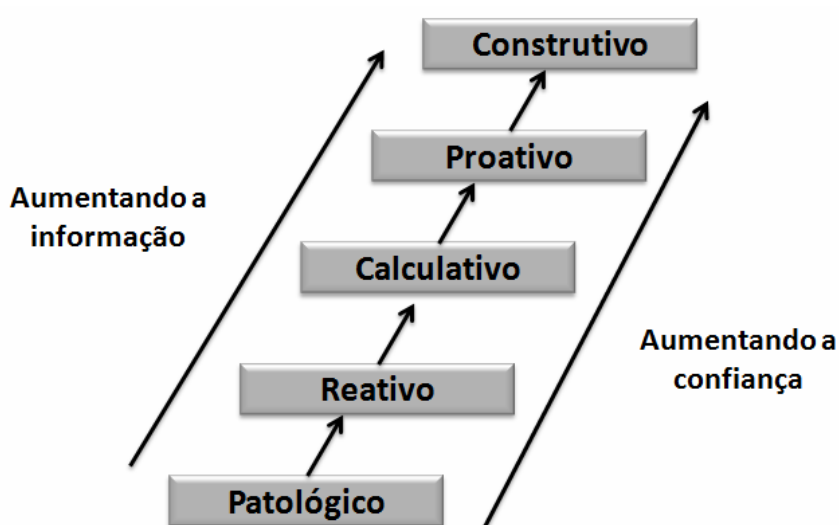 Construtivo
Proativo
Aumentando a
informação
Calculativo
Aumentando a
confiança
Reativo
Patológico